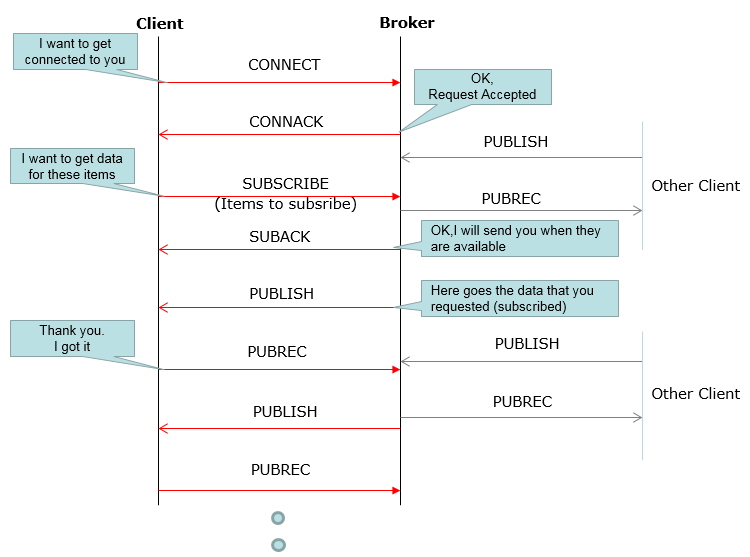 Client
Broker
I want to get
connected to you
CONNECT
OK,
Request Accepted
CONNACK
PUBLISH
I want to get data
for these items
SUBSCRIBE
(Items to subsribe)
PUBREC
Other Client
SUBACK
OK,I will send you when they
are available
PUBLISH
Here goes the data that you
requested (subscribed)
Thank you.
I got it
PUBREC
PUBLISH
Other Client
PUBLISH
PUBREC
PUBREC